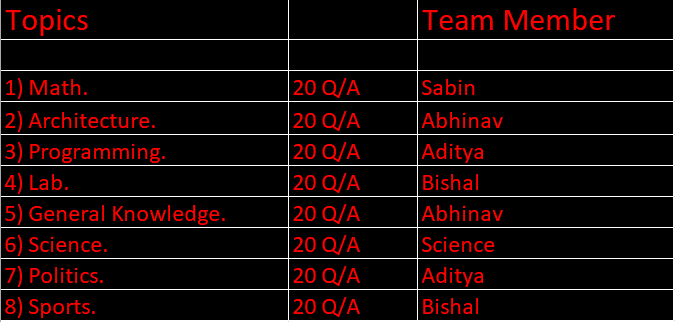 Topics Team Member
1) Math. 20 Q/A Sabin
2) Architecture. 20 Q/A Abhinav
3) Programming. 20 Q/A Aditya
4) Lab. 20 Q/A Bishal
5) General Knowledge. 20 Q/A Abhinav
6) Science. 20 Q/A Science
7) Politics. 20 Q/A Aditya
8) Sports. 20 Q/A Bishal